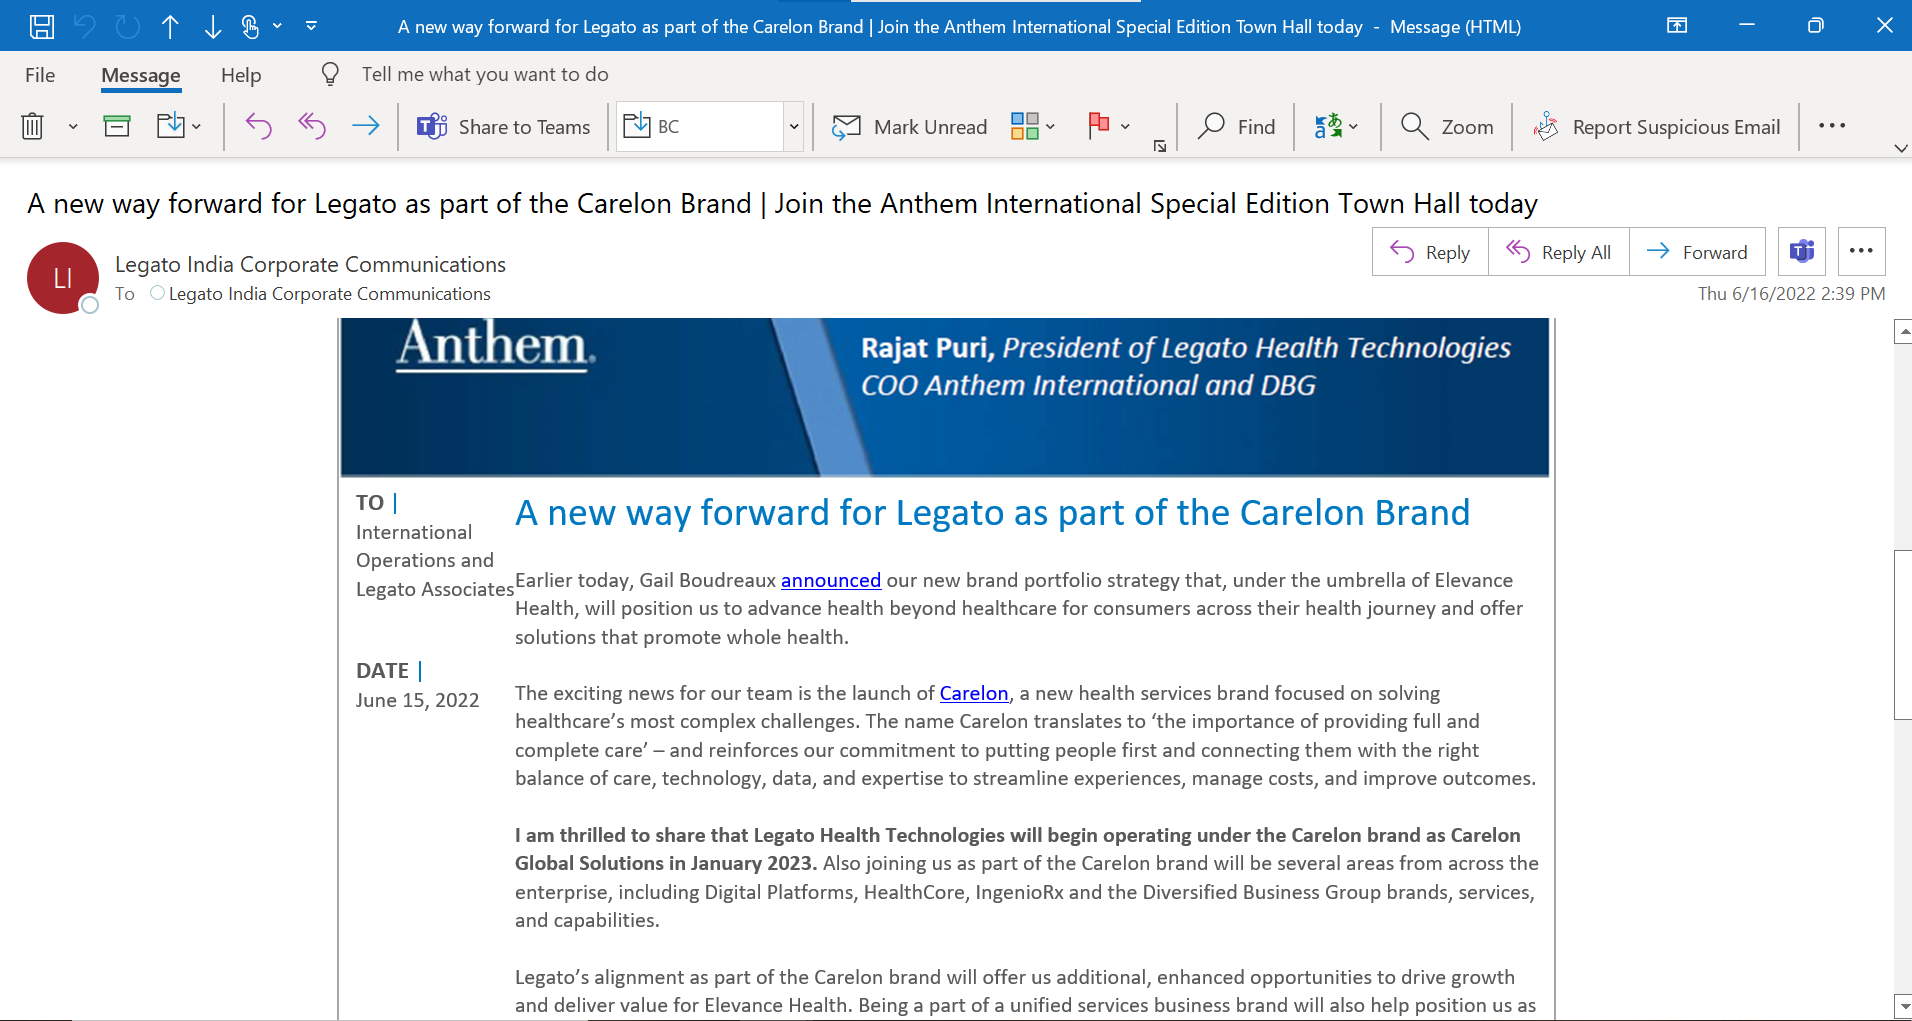 A new way forward for Legato as part of the Carelon Brand | Join the Anthem International Special Edition Town Hall today - Message (HTML)
File Message Help Tell me what you want to do
Share to Teams BC Mark Unread Find Zoom Report Suspicious Email
A new way forward for Legato as part of the Carelon Brand | Join the Anthem International Special Edition Town Hall today
Reply Reply All Forward
LI
Legato India Corporate Communications
To Legato India Corporate Communications
Thu 6/16/2022 2:39 PM
Anthem.
Rajat Puri, President of Legato Health Technologies
COO Anthem International and DBG
TO |
International
Operations and
Legato Associates
DATE |
June 15, 2022
A new way forward for Legato as part of the Carelon Brand
Earlier today, Gail Boudreaux announced our new brand portfolio strategy that, under the umbrella of Elevance
Health, will position us to advance health beyond healthcare for consumers across their health journey and offer
solutions that promote whole health.
The exciting news for our team is the launch of Carelon, a new health services brand focused on solving
healthcare’s most complex challenges. The name Carelon translates to ‘the importance of providing full and
complete care’ – and reinforces our commitment to putting people first and connecting them with the right
balance of care, technology, data, and expertise to streamline experiences, manage costs, and improve outcomes.
I am thrilled to share that Legato Health Technologies will begin operating under the Carelon brand as Carelon
Global Solutions in January 2023. Also joining us as part of the Carelon brand will be several areas from across the
enterprise, including Digital Platforms, HealthCore, IngenioRx and the Diversified Business Group brands, services,
and capabilities.
Legato’s alignment as part of the Carelon brand will offer us additional, enhanced opportunities to drive growth
and deliver value for Elevance Health. Being a part of a unified services business brand will also help position us as